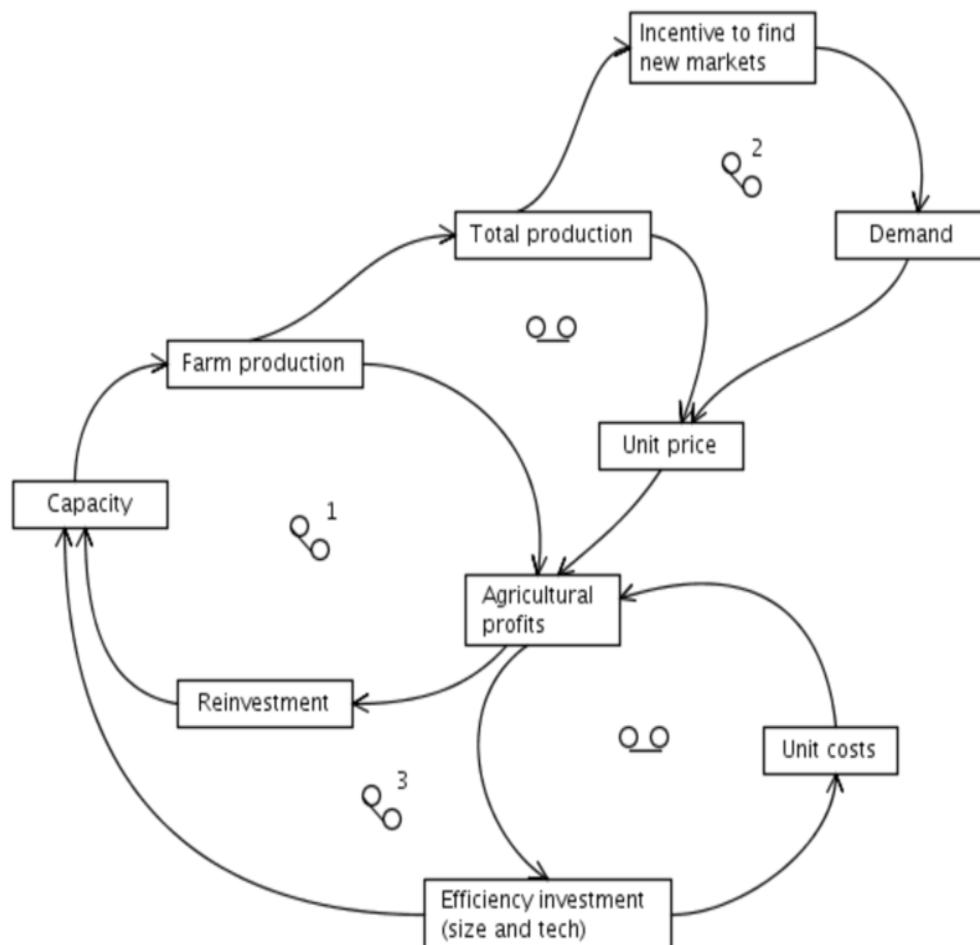 Incentive to find
new markets
2
Total production
Demand
Farm production
Unit price
Capacity
1
Agricultural
profits
Reinvestment
Unit costs
3
Efficiency investment
(size and tech)